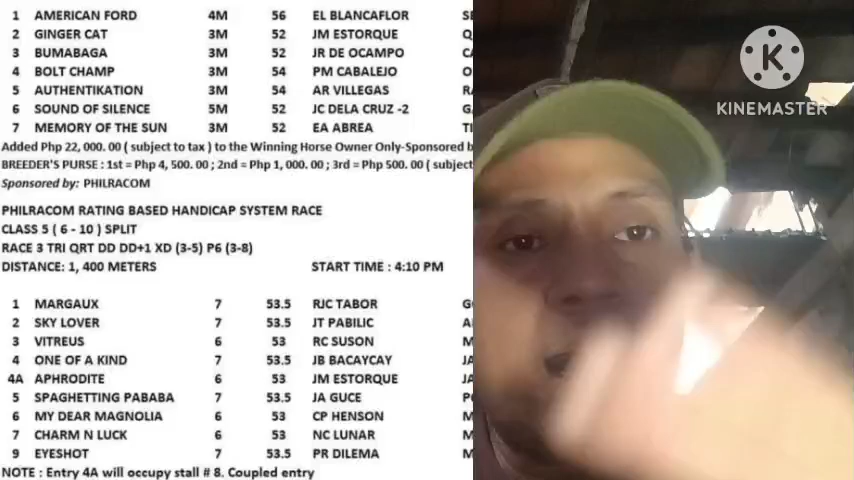 1 AMERICAN FORD 4M 56 EL BLANCAFLOR
2 GINGER CAT 3M 52 JM ESTORQUE
3 BUMABAGA 3M 52 JR DE OCAMPO
4 BOLT CHAMP 3M 54 PM CABALEJO
5 AUTHENTIKATION 3M 54 AR VILLEGAS
6 SOUND OF SILENCE 5M 52 JC DELA CRUZ -2
7 MEMORY OF THE SUN 3M 52 EA ABREA
Added Php 22, 000. 00 ( subject to tax ) to the Winning Horse Owner Only-Sponsored
BREEDER'S PURSE : 1st = Php 4, 500. 00 ; 2nd = Php 1, 000. 00 ; 3rd = Php 500. 00 ( subject
Sponsored by: PHILRACOM
PHILRACOM RATING BASED HANDICAP SYSTEM RACE
CLASS 5 ( 6 - 10 ) SPLIT
RACE 3 TRI QRT DD DD+1 XD (3-5) P6 (3-8)
DISTANCE: 1, 400 METERS START TIME : 4:10 PM
1 MARGAUX 7 53.5 RJC TABOR
2 SKY LOVER 7 53.5 JT PABILIC
3 VITREUS 6 53 RC SUSON
4 ONE OF A KIND 7 53.5 JB BACAYCAY
4A APHRODITE 6 53 JM ESTORQUE
5 SPAGHETTING PABABA 7 53.5 JA GUCE
6 MY DEAR MAGNOLIA 6 53 CP HENSON
7 CHARM N LUCK 6 53 NC LUNAR
9 EYESHOT 7 53.5 PR DILEMA
NOTE : Entry 4A will occupy stall # 8. Coupled entry
K
KINEMASTER